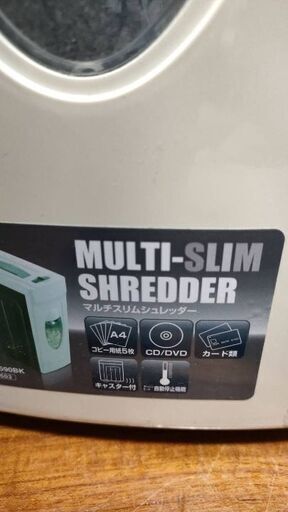 MULTI-SLIM
SHREDDER
マルチスリムシュレッダー
A4
コピー用紙5枚
CD/DVD
カード類
590BK
キャスター付
自動停止機能